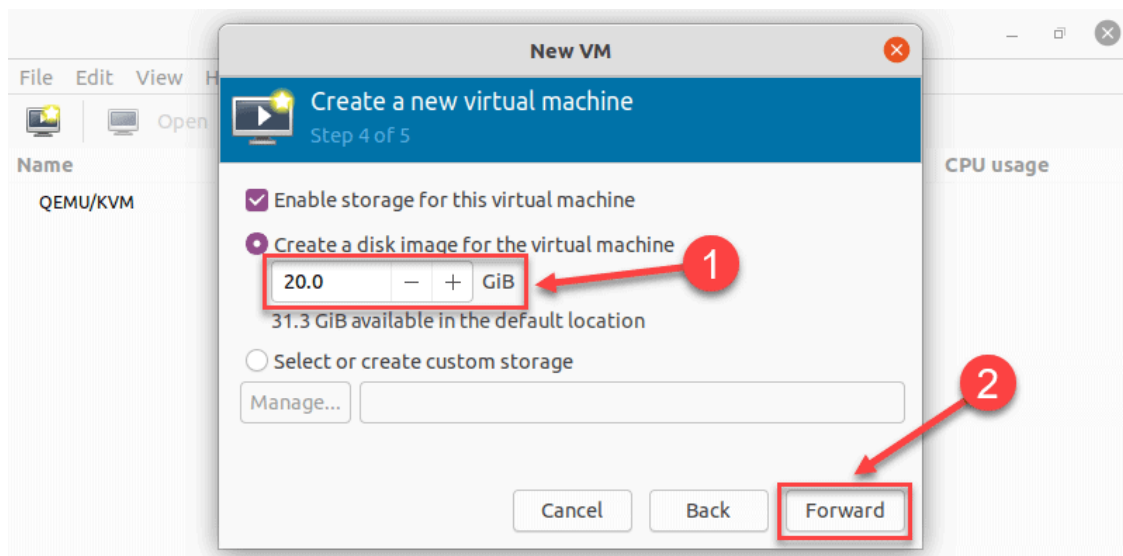 New VM
File Edit View H
Create a new virtual machine
Open
Step 4 of 5
Name
CPU usage
QEMU/KVM
Enable storage for this virtual machine
Create a disk image for the virtual machine
1
20.0 − + GiB
31.3 GiB available in the default location
Select or create custom storage
2
Manage...
Cancel Back Forward